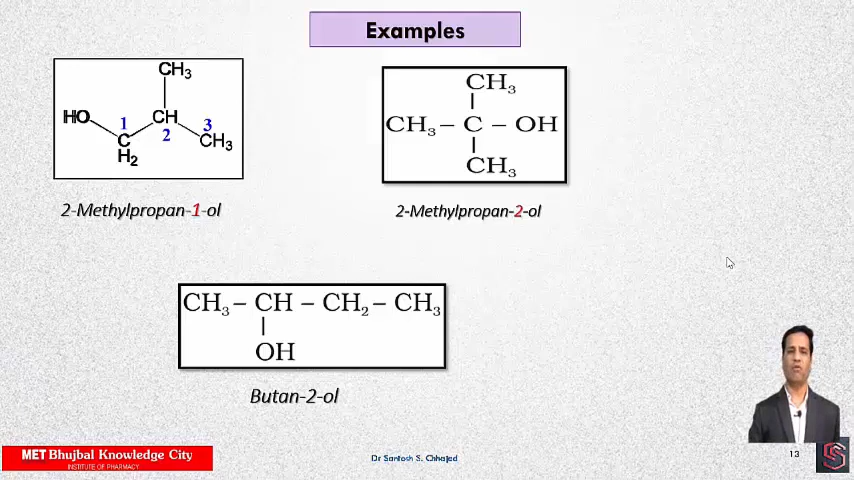 Examples
CH3
HO
1
CH
3
2
C
H2
CH3
2-Methylpropan-1-ol
CH3
CH3 – C – OH
CH3
2-Methylpropan-2-ol
CH3 – CH – CH2 – CH3
OH
Butan-2-ol
MET Bhujbal Knowledge City
INSTITUTE OF PHARMACY
Dr Santosh S. Chhajed
13